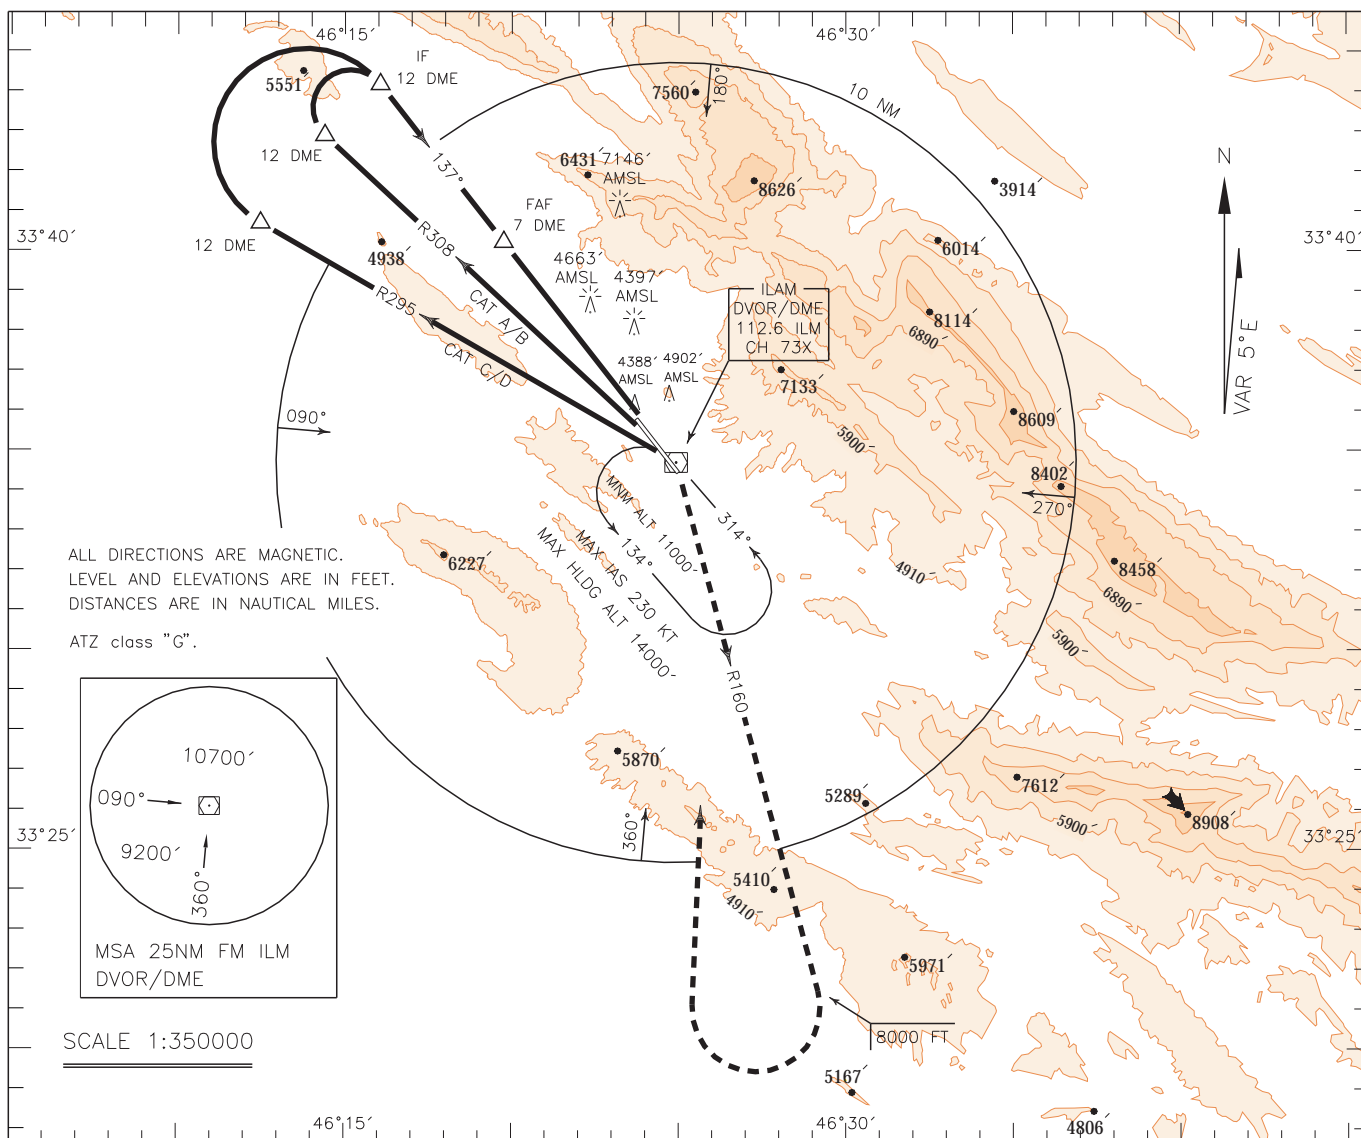 46°15´
46°30´
IF
12 DME
5551´
7560´
180°
10 NM
12 DME
137°
6431´
7146´
AMSL
8626´
3914´
N
FAF
7 DME
12 DME
R308
33°40´
4938´
4663´
AMSL
4397´
AMSL
6014´
33°40´
R295
CAT A/B
CAT C/D
ILAM
DVOR/DME
112.6 ILM
CH 73X
8114´
6890´
VAR 5°E
4388´
AMSL
4902´
AMSL
7133´
090°
8609´
5900´
8402´
270°
MNM ALT 11000´
314°
134°
MAX IAS 230 KT
MAX HLDG ALT 14000´
ALL DIRECTIONS ARE MAGNETIC.
LEVEL AND ELEVATIONS ARE IN FEET.
DISTANCES ARE IN NAUTICAL MILES.
ATZ class "G".
6227´
4910´
8458´
6890´
5900´
R160
10700´
090°
9200´
360°
MSA 25NM FM ILM
DVOR/DME
5870´
7612´
5289´
8908´
5900´
33°25´
33°25´
360°
5410´
4910´
5971´
8000 FT
SCALE 1:350000
5167´
46°15´
46°30´
4806´